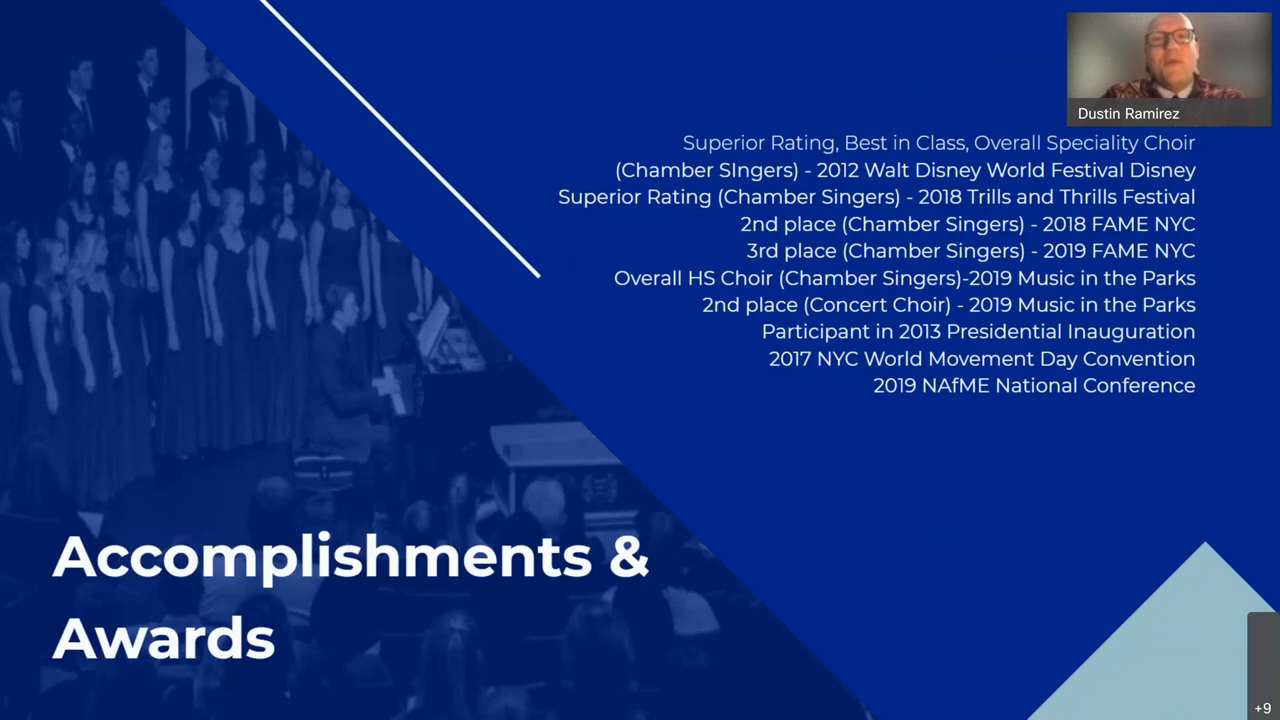 Dustin Ramirez
Superior Rating, Best in Class, Overall Speciality Choir
(Chamber SIngers) - 2012 Walt Disney World Festival Disney
Superior Rating (Chamber Singers) - 2018 Trills and Thrills Festival
2nd place (Chamber Singers) - 2018 FAME NYC
3rd place (Chamber Singers) - 2019 FAME NYC
Overall HS Choir (Chamber Singers)-2019 Music in the Parks
2nd place (Concert Choir) - 2019 Music in the Parks
Participant in 2013 Presidential Inauguration
2017 NYC World Movement Day Convention
2019 NAfME National Conference
Accomplishments &
Awards
+9